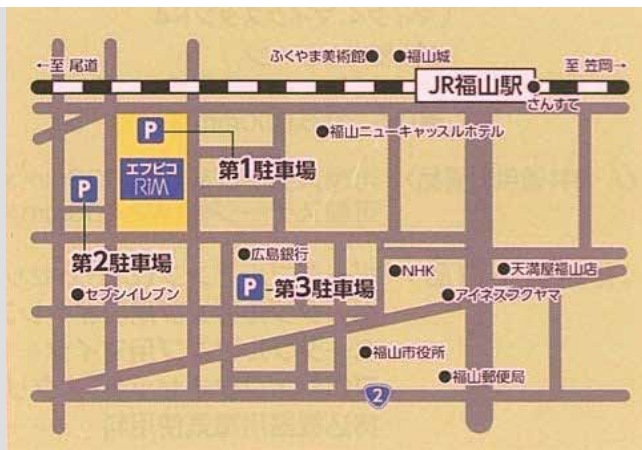 ふくやま美術館●
●福山城
←至 尾道
至 笠岡→
JR福山駅
さんすて
●福山ニューキャッスルホテル
P
第1駐車場
エフピコ
RiM
P
第2駐車場
●セブンイレブン
●広島銀行
P 第3駐車場
●NHK
●天満屋福山店
●アイネスフクヤマ
●福山市役所
●福山郵便局
2